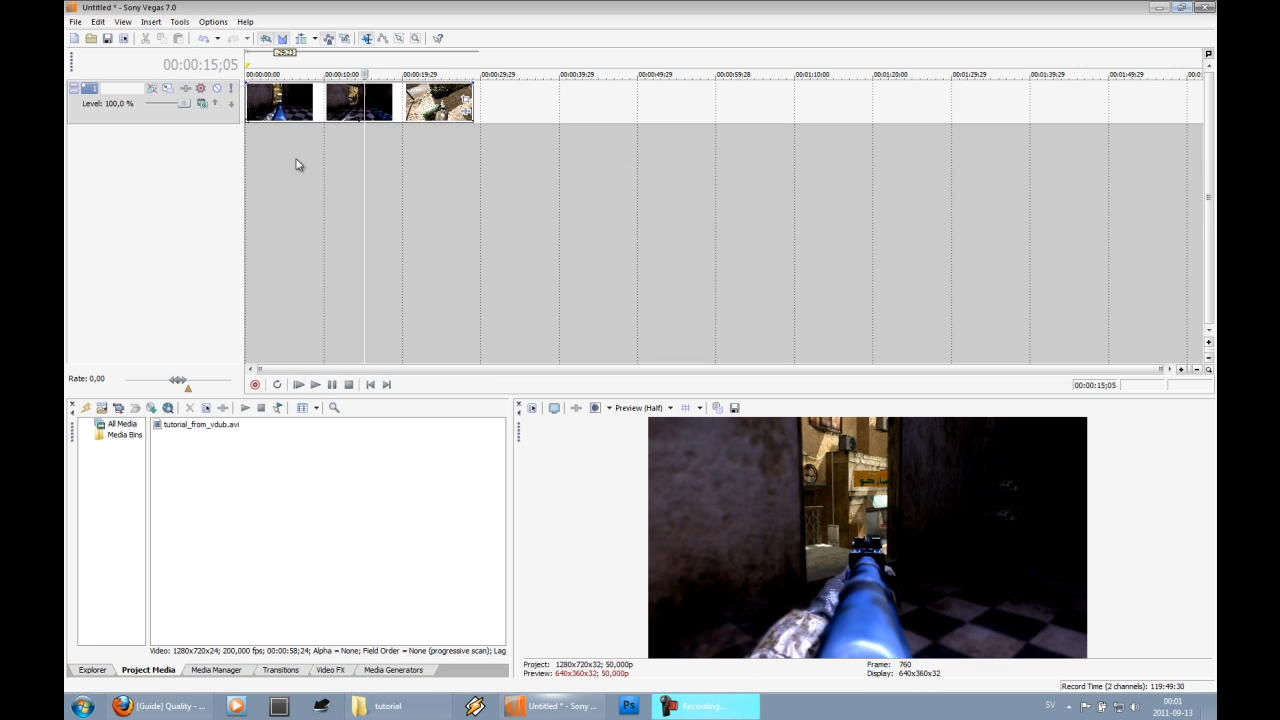 Untitled * - Sony Vegas 7.0
File Edit View Insert Tools Options Help
-29;23
00:00:15;05
00:00:00:00 00:00:10:00 00:00:19:29 00:00:29:29 00:00:39:29 00:00:49:29 00:00:59:28 00:01:10:00 00:01:20:00 00:01:29:29 00:01:39:29 00:01:49:29 00:0
1
Level: 100,0 %
Rate: 0,00
00:00:15;05
All Media
Media Bins
tutorial_from_vdub.avi
Preview (Half)
Video: 1280x720x24; 200,000 fps; 00:00:58;24; Alpha = None; Field Order = None (progressive scan); Lag
Explorer Project Media Media Manager Transitions Video FX Media Generators
Project: 1280x720x32; 50,000p
Preview: 640x360x32; 50,000p
Frame: 760
Display: 640x360x32
Record Time (2 channels): 119:49:30
[Guide] Quality - ...
tutorial
Untitled * - Sony ...
Ps
Recording...
SV
00:01
2011-09-13